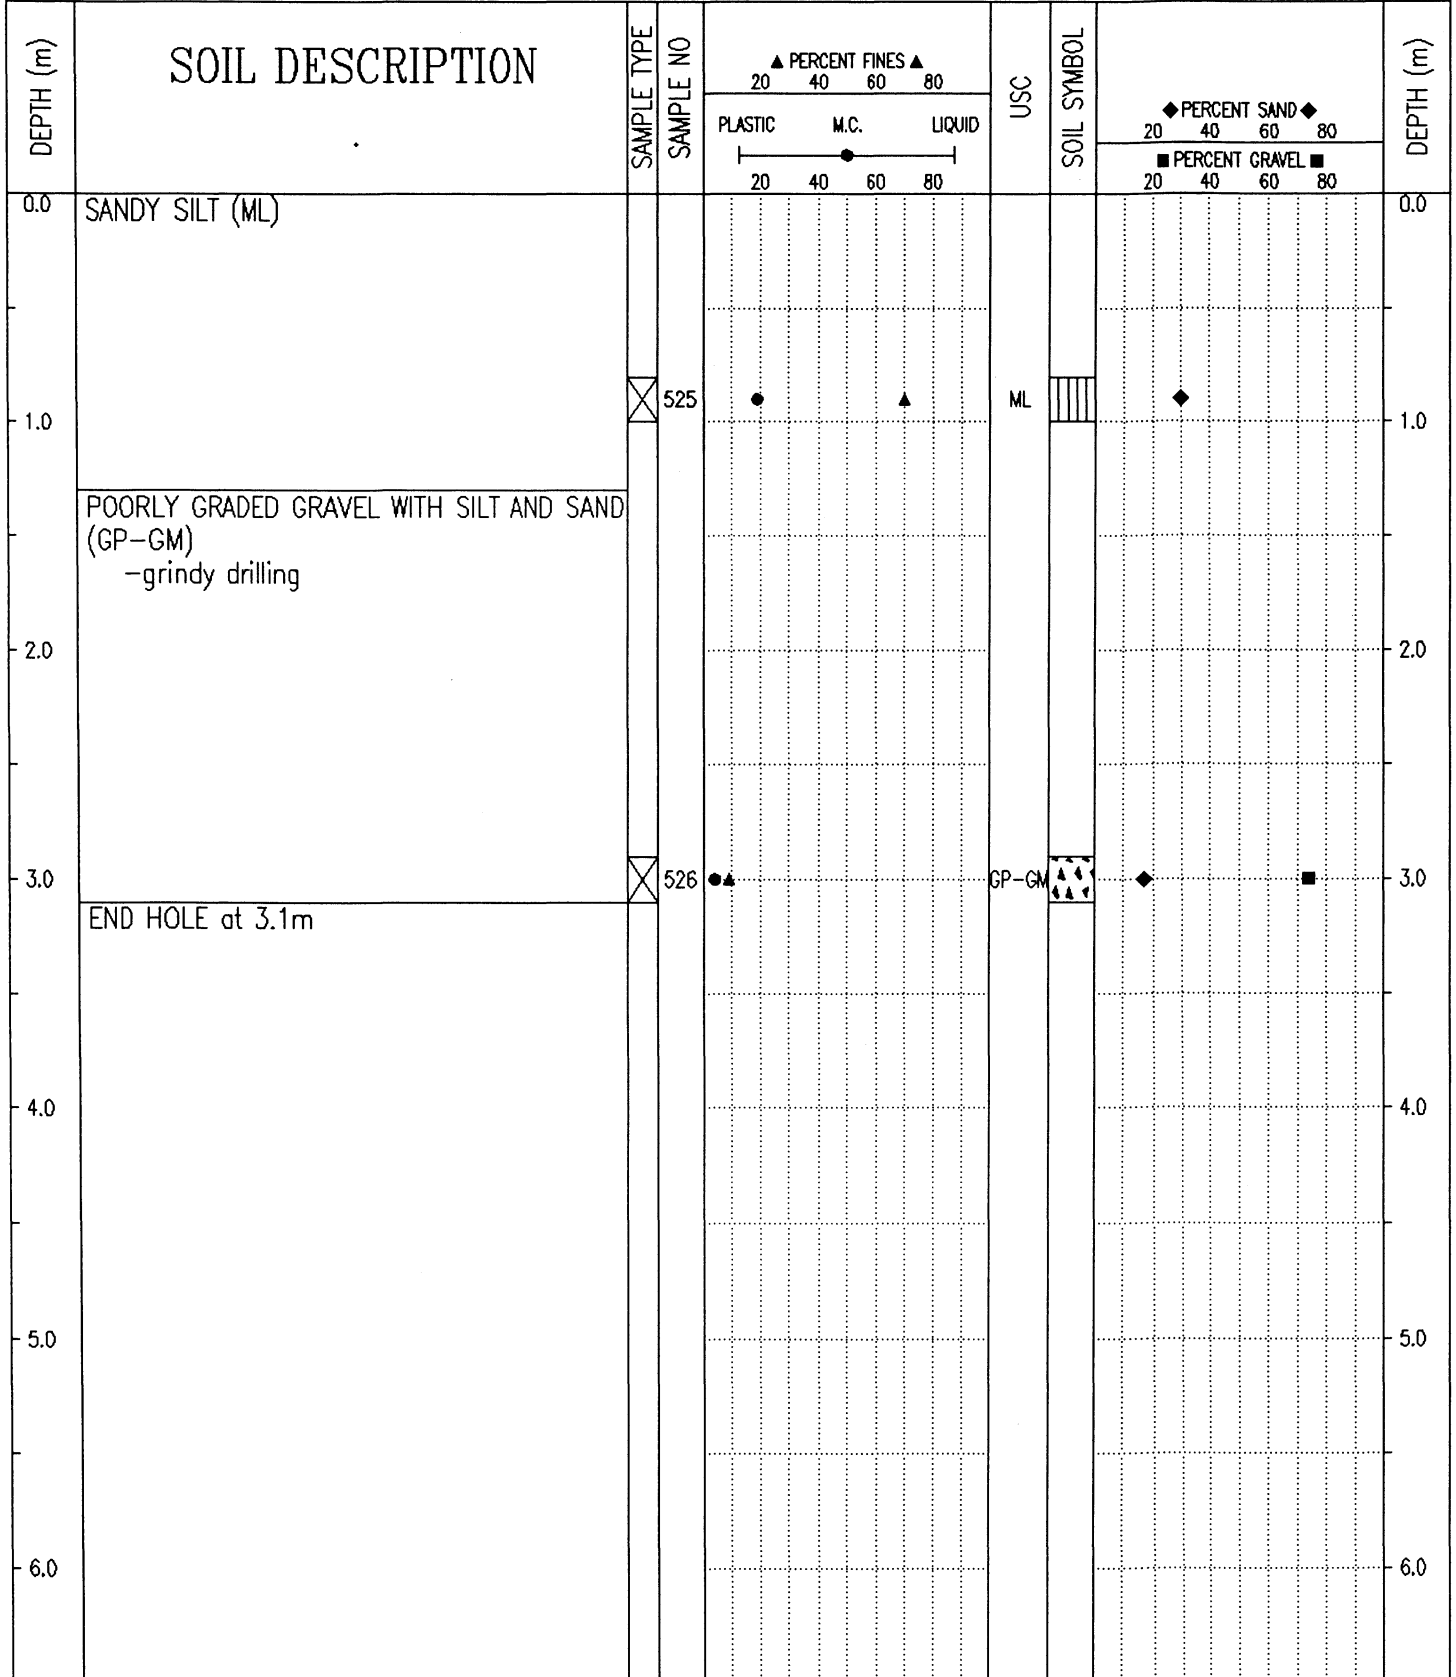 DEPTH (m)
SOIL DESCRIPTION
SAMPLE TYPE
SAMPLE NO
▲ PERCENT FINES ▲
20 40 60 80
PLASTIC M.C. LIQUID
20 40 60 80
USC
SOIL SYMBOL
◆ PERCENT SAND ◆
20 40 60 80
■ PERCENT GRAVEL ■
20 40 60 80
DEPTH (m)
0.0 SANDY SILT (ML) 0.0
525 ML
1.0 1.0
POORLY GRADED GRAVEL WITH SILT AND SAND
(GP-GM)
-grindy drilling
2.0 2.0
3.0 526 GP-GM 3.0
END HOLE at 3.1m
4.0 4.0
5.0 5.0
6.0 6.0